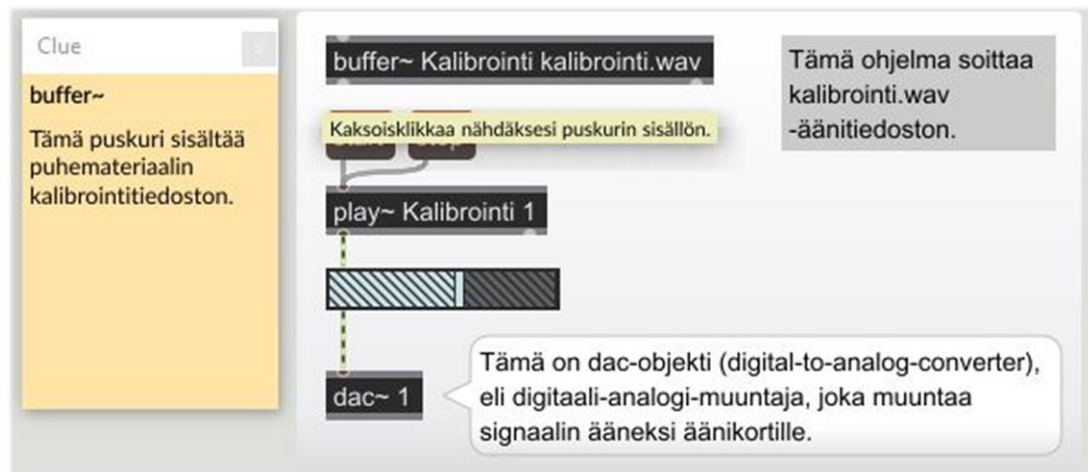 Clue
x
buffer~
Tämä puskuri sisältää
puhemateriaalin
kalibrointitiedoston.
buffer~ Kalibrointi kalibrointi.wav
Kaksoisklikkaa nähdäksesi puskurin sisällön.
play~ Kalibrointi 1
dac~ 1
Tämä ohjelma soittaa
kalibrointi.wav
-äänitiedoston.
Tämä on dac-objekti (digital-to-analog-converter),
eli digitaali-analogi-muuntaja, joka muuntaa
signaalin ääneksi äänikortille.